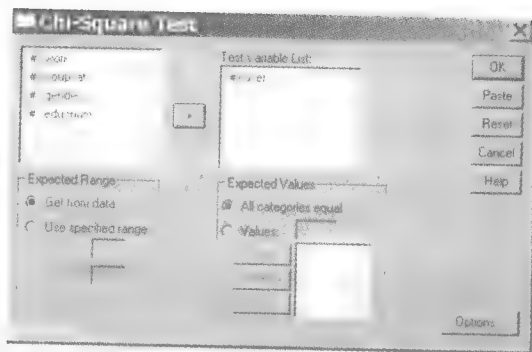 Chi-Square Test
Test Variable List:
OK
Paste
Reset
Cancel
Help
# gender
Expected Range
Get from data
Use specified range
Expected Values
All categories equal
Values:
Options